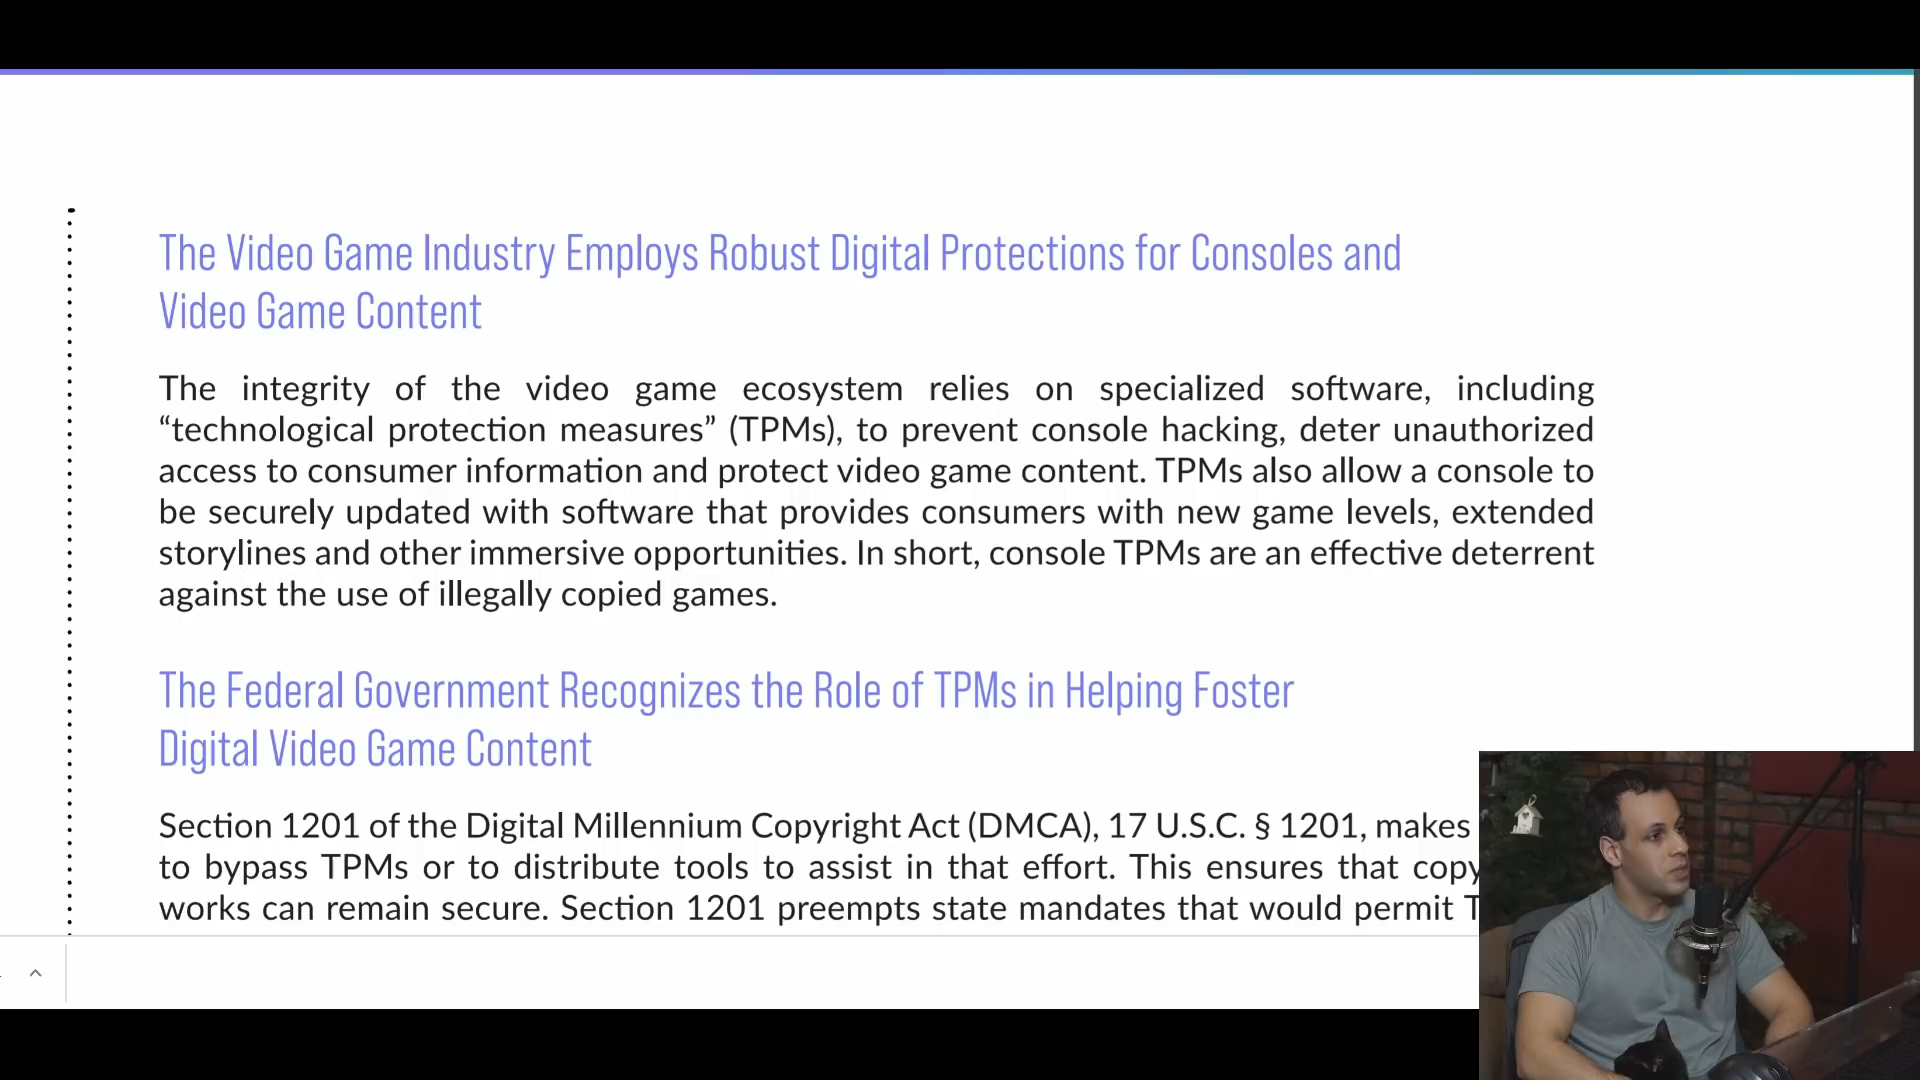 The Video Game Industry Employs Robust Digital Protections for Consoles and
Video Game Content
The integrity of the video game ecosystem relies on specialized software, including
“technological protection measures” (TPMs), to prevent console hacking, deter unauthorized
access to consumer information and protect video game content. TPMs also allow a console to
be securely updated with software that provides consumers with new game levels, extended
storylines and other immersive opportunities. In short, console TPMs are an effective deterrent
against the use of illegally copied games.
The Federal Government Recognizes the Role of TPMs in Helping Foster
Digital Video Game Content
Section 1201 of the Digital Millennium Copyright Act (DMCA), 17 U.S.C. § 1201, makes
to bypass TPMs or to distribute tools to assist in that effort. This ensures that copy
works can remain secure. Section 1201 preempts state mandates that would permit T